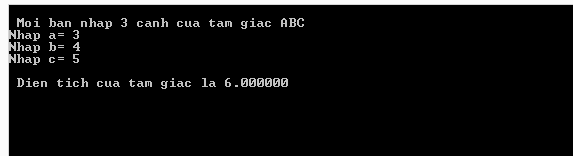 Moi ban nhap 3 canh cua tam giac ABC
Nhap a= 3
Nhap b= 4
Nhap c= 5
Dien tich cua tam giac la 6.000000